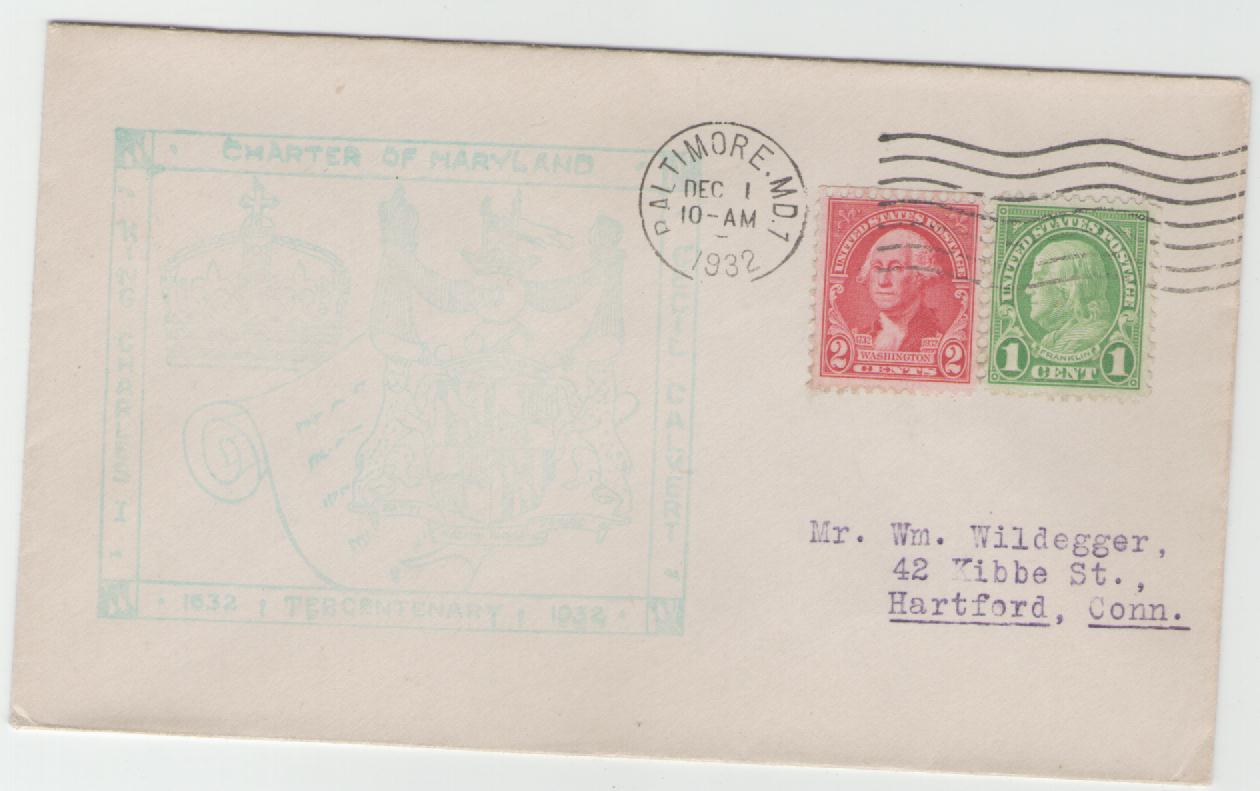 CHARTER OF MARYLAND
KING CHARLES I
CECIL CALVERT
1632 TERCENTENARY 1932
BALTIMORE, MD. 1
DEC 1
10-AM
1932
UNITED STATES POSTAGE
1732 1932
WASHINGTON
2 CENTS 2
UNITED STATES POSTAGE
FRANKLIN
1 CENT 1
Mr. Wm. Wildegger,
42 Kibbe St.,
Hartford, Conn.